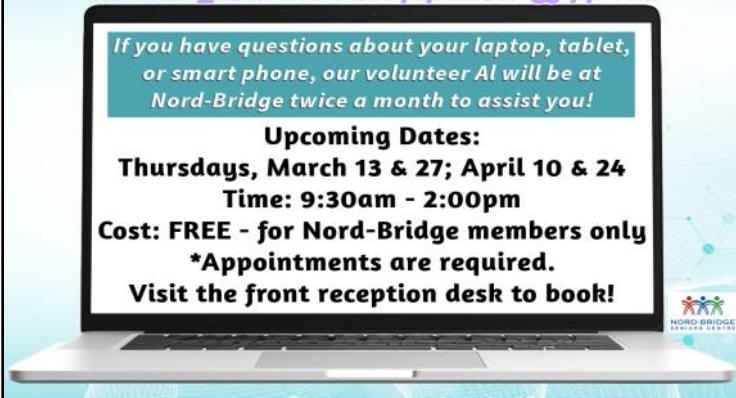 If you have questions about your laptop, tablet,
or smart phone, our volunteer Al will be at
Nord-Bridge twice a month to assist you!
Upcoming Dates:
Thursdays, March 13 & 27; April 10 & 24
Time: 9:30am - 2:00pm
Cost: FREE - for Nord-Bridge members only
*Appointments are required.
Visit the front reception desk to book!
NORD-BRIDGE
SENIORS CENTRE